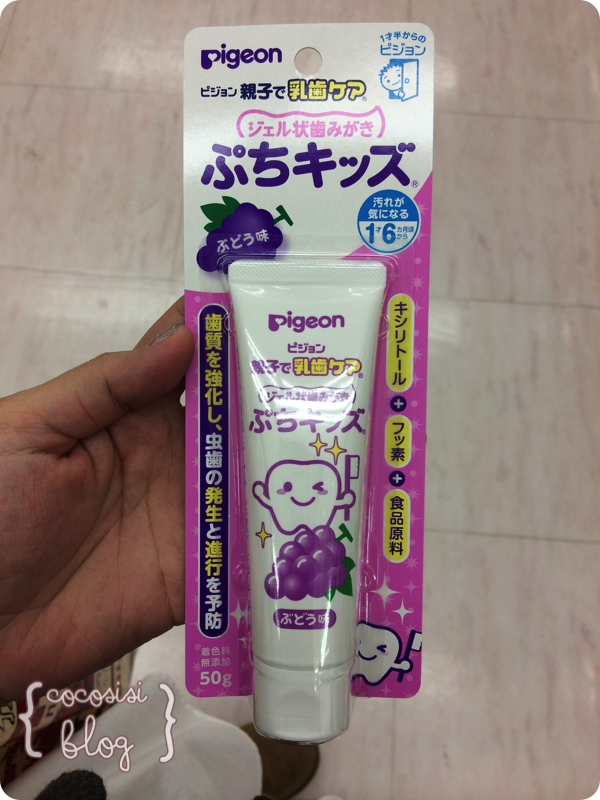 Pigeon
1才半からの
ピジョン
ピジョン 親子で乳歯ケア®
ジェル状歯みがき
ぷちキッズ®
ぶどう味
汚れが
気になる
1才6カ月頃から
歯質を強化し、虫歯の発生と進行を予防
キシリトール
+
フッ素
+
食品原料
Pigeon
ピジョン
親子で乳歯ケア®
ジェル状歯みがき
ぷちキッズ®
ぶどう味
着色料
無添加
50g
{cocosisi
blog}